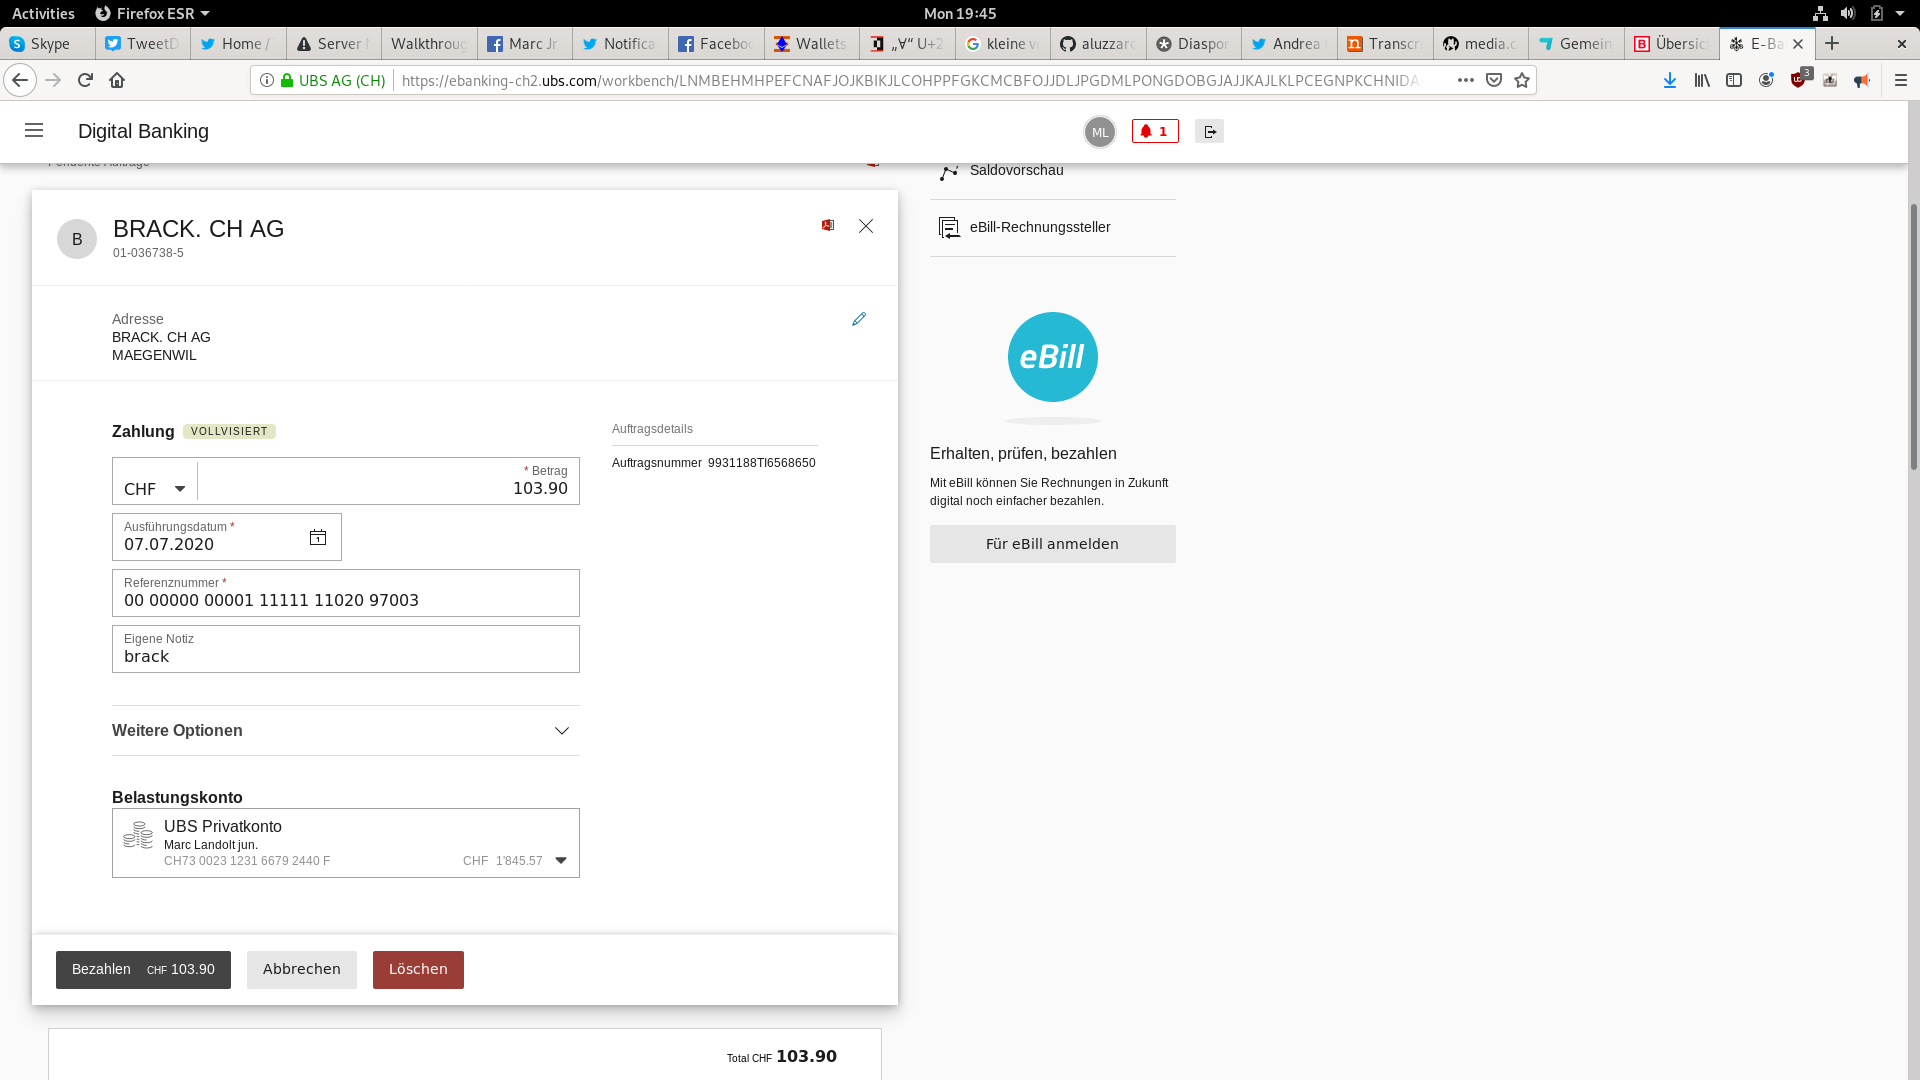 Activities Firefox ESR Mon 19:45
Skype TweetD Home / Server Walkthroug Marc Jr Notifica Faceboo Wallets „∀“ U+2 kleine v aluzzard Diaspor Andrea Transcr media.c Gemein Übersic E-Ba
UBS AG (CH) https://ebanking-ch2.ubs.com/workbench/LNMBEHMHPEFCNAFJOJKBIKJLCOHPPFGKCMCBFOJJDLJPGDMLPONGDOBGJAJJKAJLKLPCEGNPKCHNIDA 3
Digital Banking ML 1
Pendente Aufträge
Saldovorschau
eBill-Rechnungssteller
B
BRACK. CH AG
01-036738-5
Adresse
BRACK. CH AG
MAEGENWIL
Zahlung VOLLVISIERT
* Betrag
CHF 103.90
Ausführungsdatum *
07.07.2020
Referenznummer *
00 00000 00001 11111 11020 97003
Eigene Notiz
brack
Auftragsdetails
Auftragsnummer 9931188TI6568650
Weitere Optionen
Belastungskonto
UBS Privatkonto
Marc Landolt jun.
CH73 0023 1231 6679 2440 F CHF 1'845.57
Bezahlen CHF 103.90 Abbrechen Löschen
Total CHF 103.90
eBill
Erhalten, prüfen, bezahlen
Mit eBill können Sie Rechnungen in Zukunft
digital noch einfacher bezahlen.
Für eBill anmelden